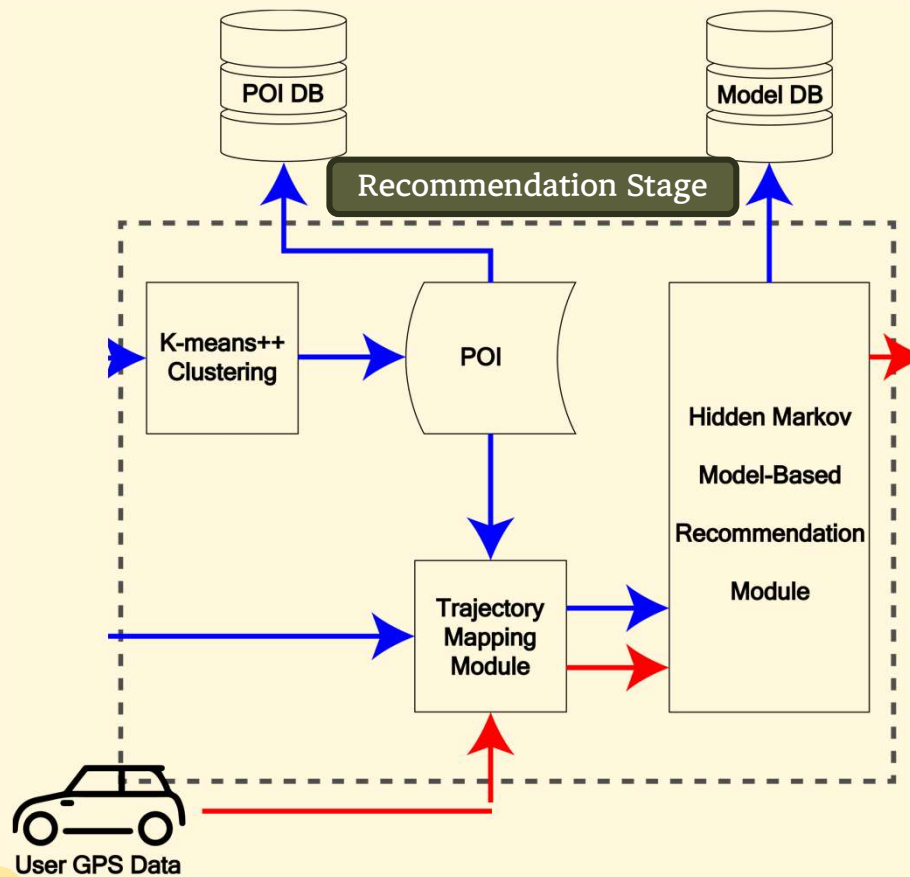 POI DB
Model DB
Recommendation Stage
K-means++
Clustering
POI
Hidden Markov
Model-Based
Recommendation
Module
Trajectory
Mapping
Module
User GPS Data